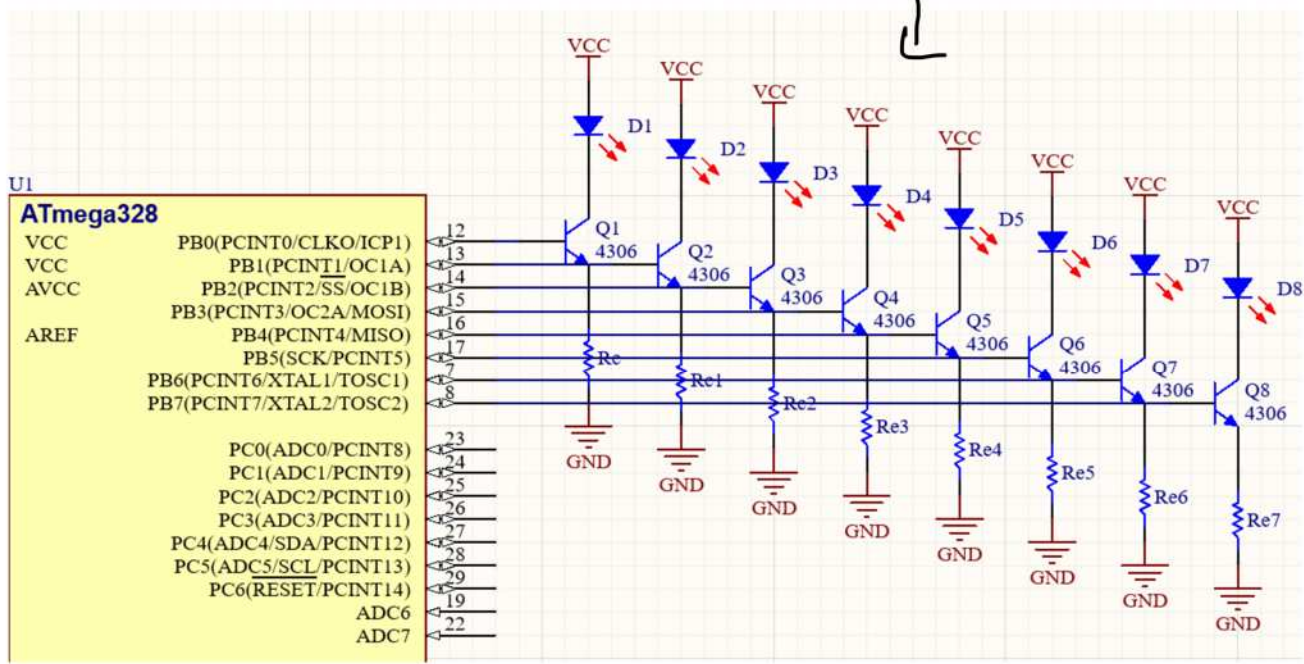 VCC
VCC
VCC
VCC
VCC
VCC
VCC
VCC
D1
D2
D3
D4
D5
D6
D7
D8
U1
ATmega328
VCC
VCC
AVCC
AREF
PB0(PCINT0/CLKO/ICP1) 12
PB1(PCINT1/OC1A) 13
PB2(PCINT2/SS/OC1B) 14
PB3(PCINT3/OC2A/MOSI) 15
PB4(PCINT4/MISO) 16
PB5(SCK/PCINT5) 17
PB6(PCINT6/XTAL1/TOSC1) 7
PB7(PCINT7/XTAL2/TOSC2) 8
PC0(ADC0/PCINT8) 23
PC1(ADC1/PCINT9) 24
PC2(ADC2/PCINT10) 25
PC3(ADC3/PCINT11) 26
PC4(ADC4/SDA/PCINT12) 27
PC5(ADC5/SCL/PCINT13) 28
PC6(RESET/PCINT14) 29
ADC6 19
ADC7 22
Q1
4306
Q2
4306
Q3
4306
Q4
4306
Q5
4306
Q6
4306
Q7
4306
Q8
4306
Re
Re1
Re2
Re3
Re4
Re5
Re6
Re7
GND
GND
GND
GND
GND
GND
GND
GND